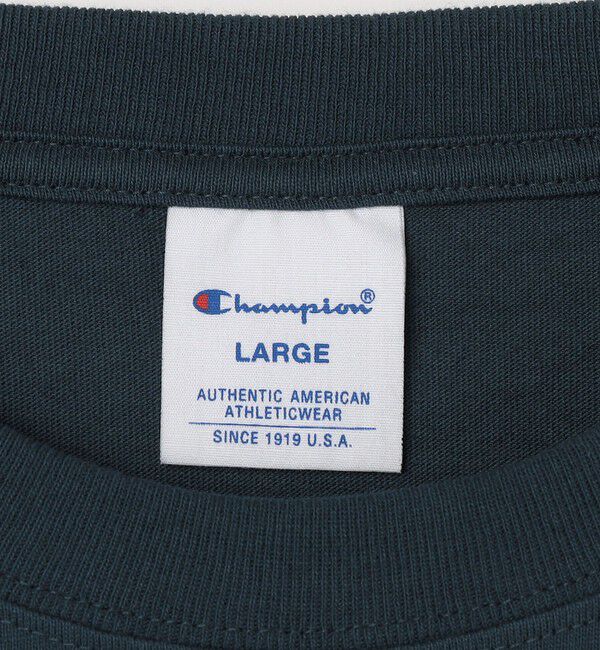 Champion®
LARGE
AUTHENTIC AMERICAN
ATHLETICWEAR
SINCE 1919 U.S.A.